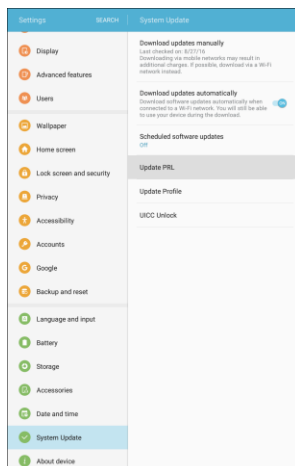 Settings
SEARCH
System Update
Display
Advanced features
Users
Wallpaper
Home screen
Lock screen and security
Privacy
Accessibility
Accounts
Google
Backup and reset
Language and input
Battery
Storage
Accessories
Date and time
System Update
About device
Download updates manually
Last checked on: 8/27/16
Downloading via mobile networks may result in
additional charges. If possible, download via a Wi-Fi
network instead.
Download updates automatically
Download software updates automatically when
connected to a Wi-Fi network. You will still be able
to use your device during the download.
ON
Scheduled software updates
Off
Update PRL
Update Profile
UICC Unlock